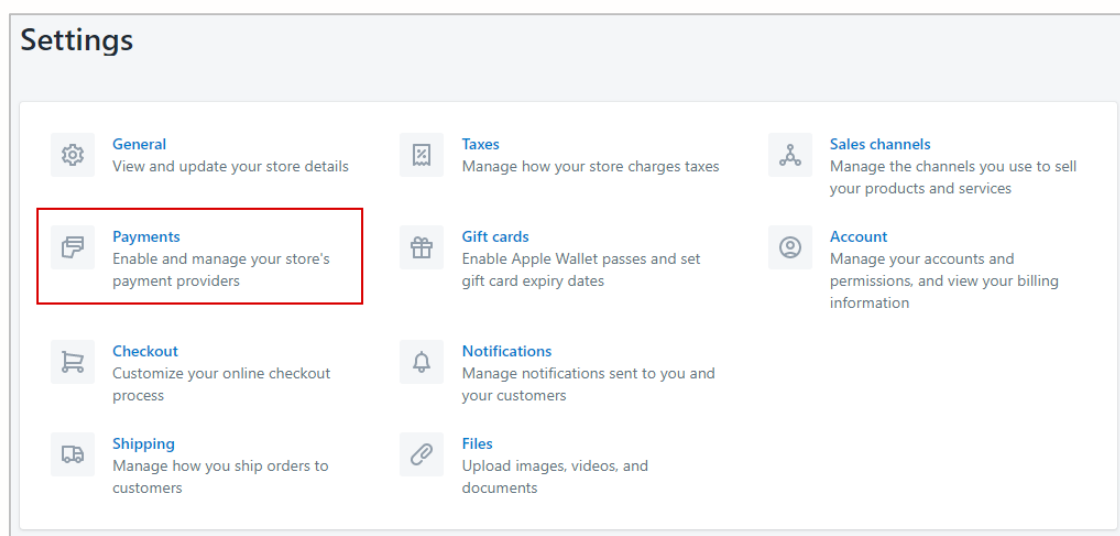 Settings
General
View and update your store details
Taxes
Manage how your store charges taxes
Sales channels
Manage the channels you use to sell
your products and services
Payments
Enable and manage your store's
payment providers
Gift cards
Enable Apple Wallet passes and set
gift card expiry dates
Account
Manage your accounts and
permissions, and view your billing
information
Checkout
Customize your online checkout
process
Notifications
Manage notifications sent to you and
your customers
Shipping
Manage how you ship orders to
customers
Files
Upload images, videos, and
documents